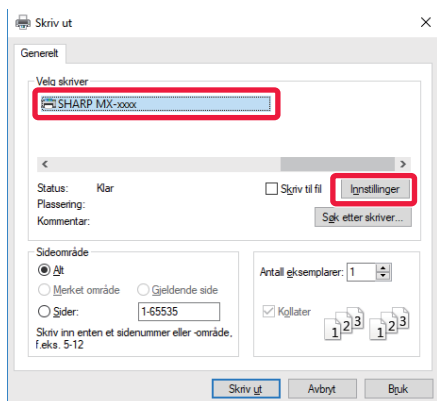 Skriv ut
Generelt
Velg skriver
SHARP MX-xxxx
Status: Klar
Skriv til fil
Innstillinger
Plassering:
Kommentar:
Søk etter skriver...
Sideområde
Alt
Merket område
Gjeldende side
Sider: 1-65535
Skriv inn enten et sidenummer eller -område,
f.eks. 5-12
Antall eksemplarer: 1
Kollater
1 2 3
1 2 3
Skriv ut
Avbryt
Bruk